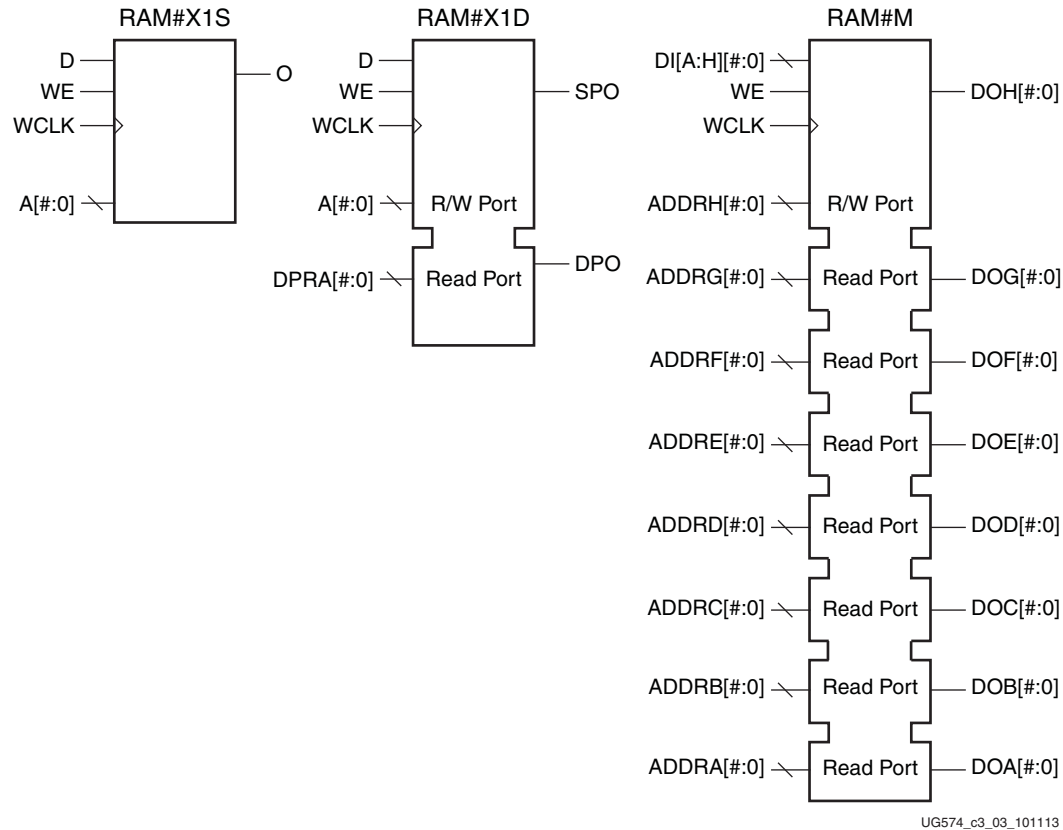 RAM#X1S
D
WE
WCLK
A[#:0]
O
RAM#X1D
D
WE
WCLK
A[#:0]
R/W Port
SPO
DPRA[#:0]
Read Port
DPO
RAM#M
DI[A:H][#:0]
WE
WCLK
DOH[#:0]
ADDRH[#:0]
R/W Port
ADDRG[#:0]
Read Port
DOG[#:0]
ADDRF[#:0]
Read Port
DOF[#:0]
ADDRE[#:0]
Read Port
DOE[#:0]
ADDRD[#:0]
Read Port
DOD[#:0]
ADDRC[#:0]
Read Port
DOC[#:0]
ADDRB[#:0]
Read Port
DOB[#:0]
ADDRA[#:0]
Read Port
DOA[#:0]
UG574_c3_03_101113